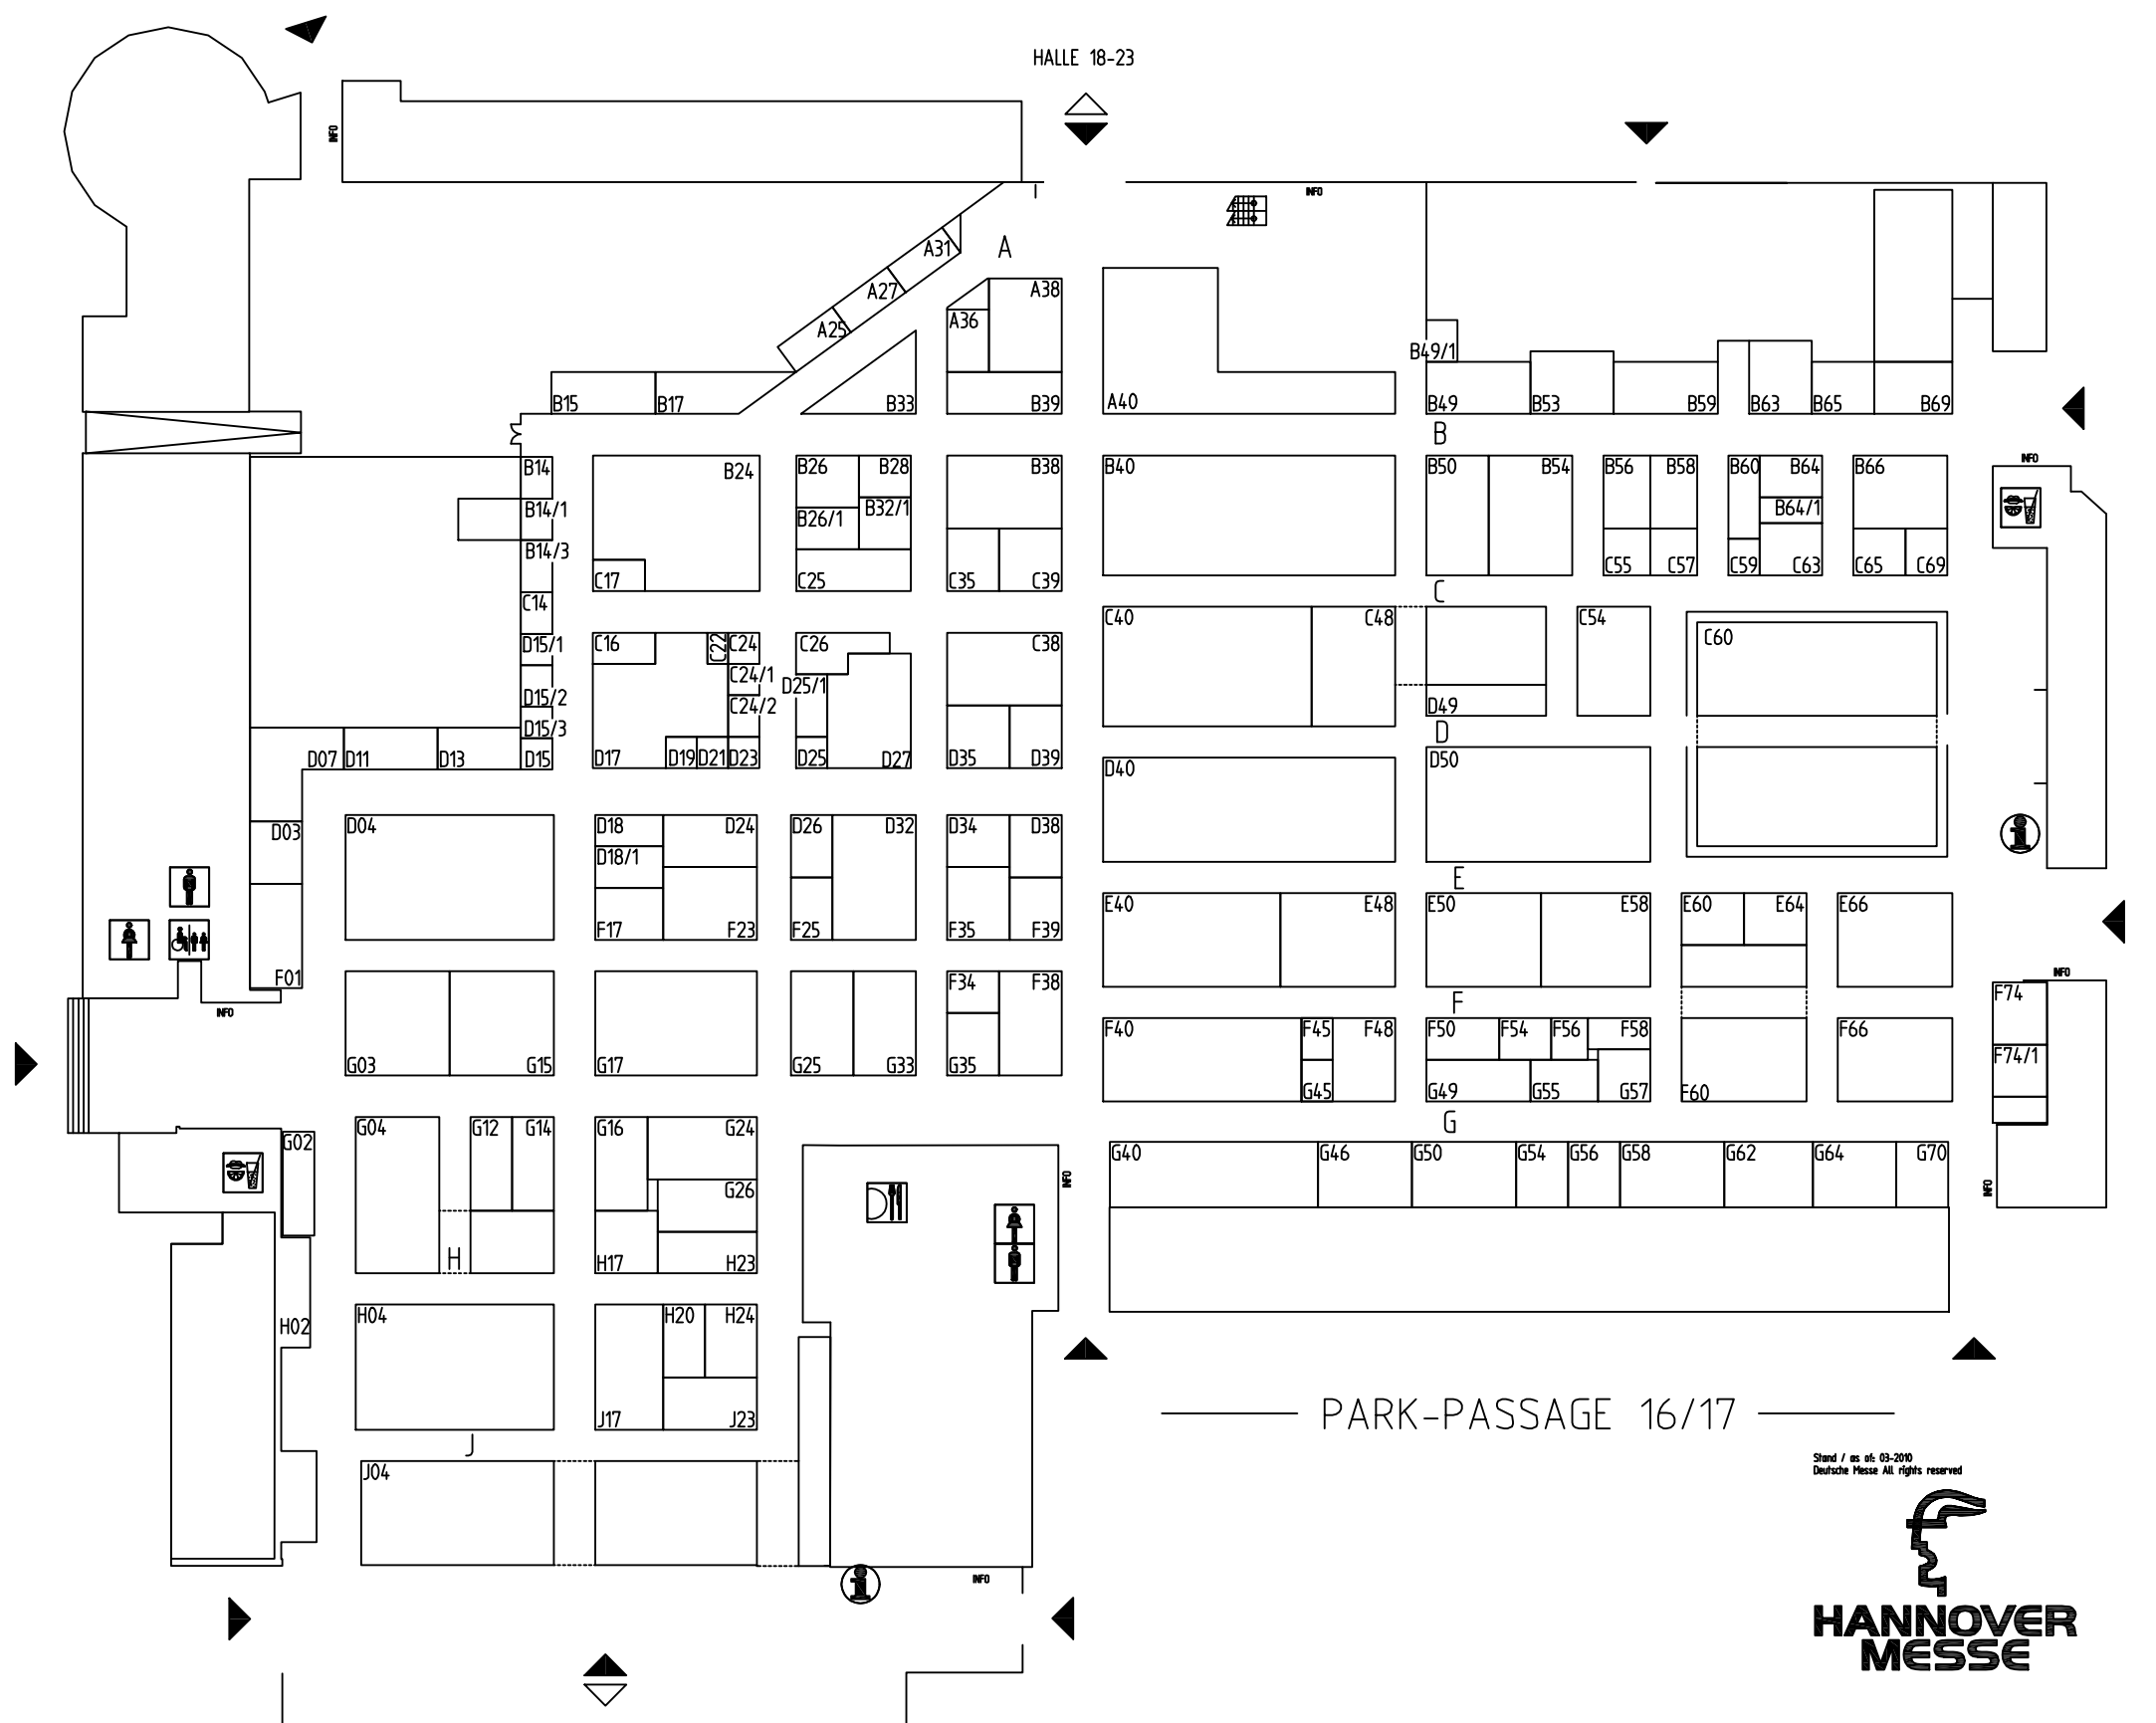 HALLE 18-23
INFO
INFO
A
A31
A27
A25
A38
A36
B49/1
B15
B17
B33
B39
A40
B49
B53
B59
B63
B65
B69
B
INFO
B14
B24
B26
B28
B38
B40
B50
B54
B56
B58
B60
B64
B66
B14/1
B26/1
B32/1
B64/1
B14/3
C17
C25
C35
C39
C55
C57
C59
C63
C65
C69
C
C14
C40
C48
C54
D15/1
C16
C22
C24
C26
C38
C60
C24/1
D25/1
D15/2
C24/2
D49
D15/3
D
D07
D11
D13
D15
D17
D19
D21
D23
D25
D27
D35
D39
D40
D50
D03
D04
D18
D24
D26
D32
D34
D38
D18/1
E
E40
E48
E50
E58
E60
E64
E66
F17
F23
F25
F35
F39
F01
F34
F38
INFO
F74
INFO
F
F40
F45
F48
F50
F54
F56
F58
F66
F74/1
G03
G15
G17
G25
G33
G35
G45
G49
G55
G57
F60
G
G02
G04
G12
G14
G16
G24
G40
G46
G50
G54
G56
G58
G62
G64
G70
INFO
INFO
G26
H
H17
H23
H02
H04
H20
H24
J17
J23
J
J04
PARK-PASSAGE 16/17
Stand / as of: 03-2010
Deutsche Messe All rights reserved
INFO
HANNOVER
MESSE